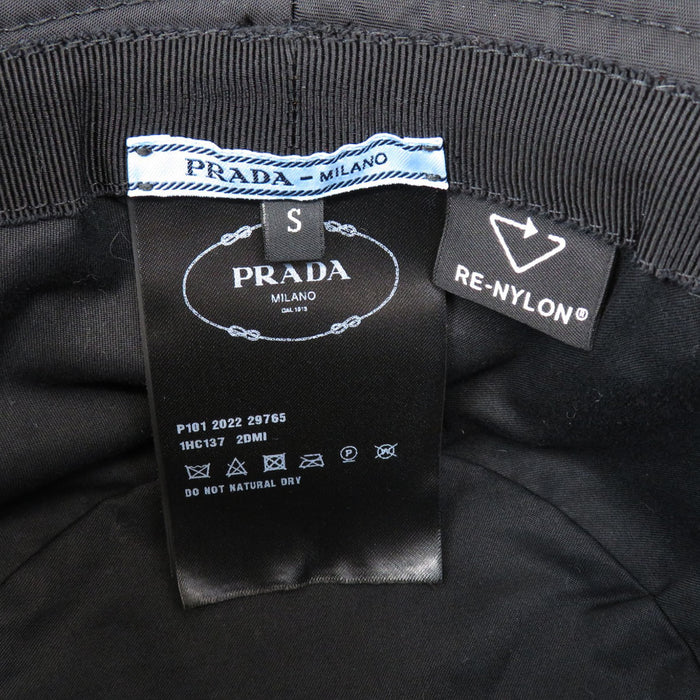 PRADA - MILANO
S
PRADA
MILANO
DAL 1913
RE-NYLON®
P101 2022 29765
1HC137 2DMI
P
W
DO NOT NATURAL DRY